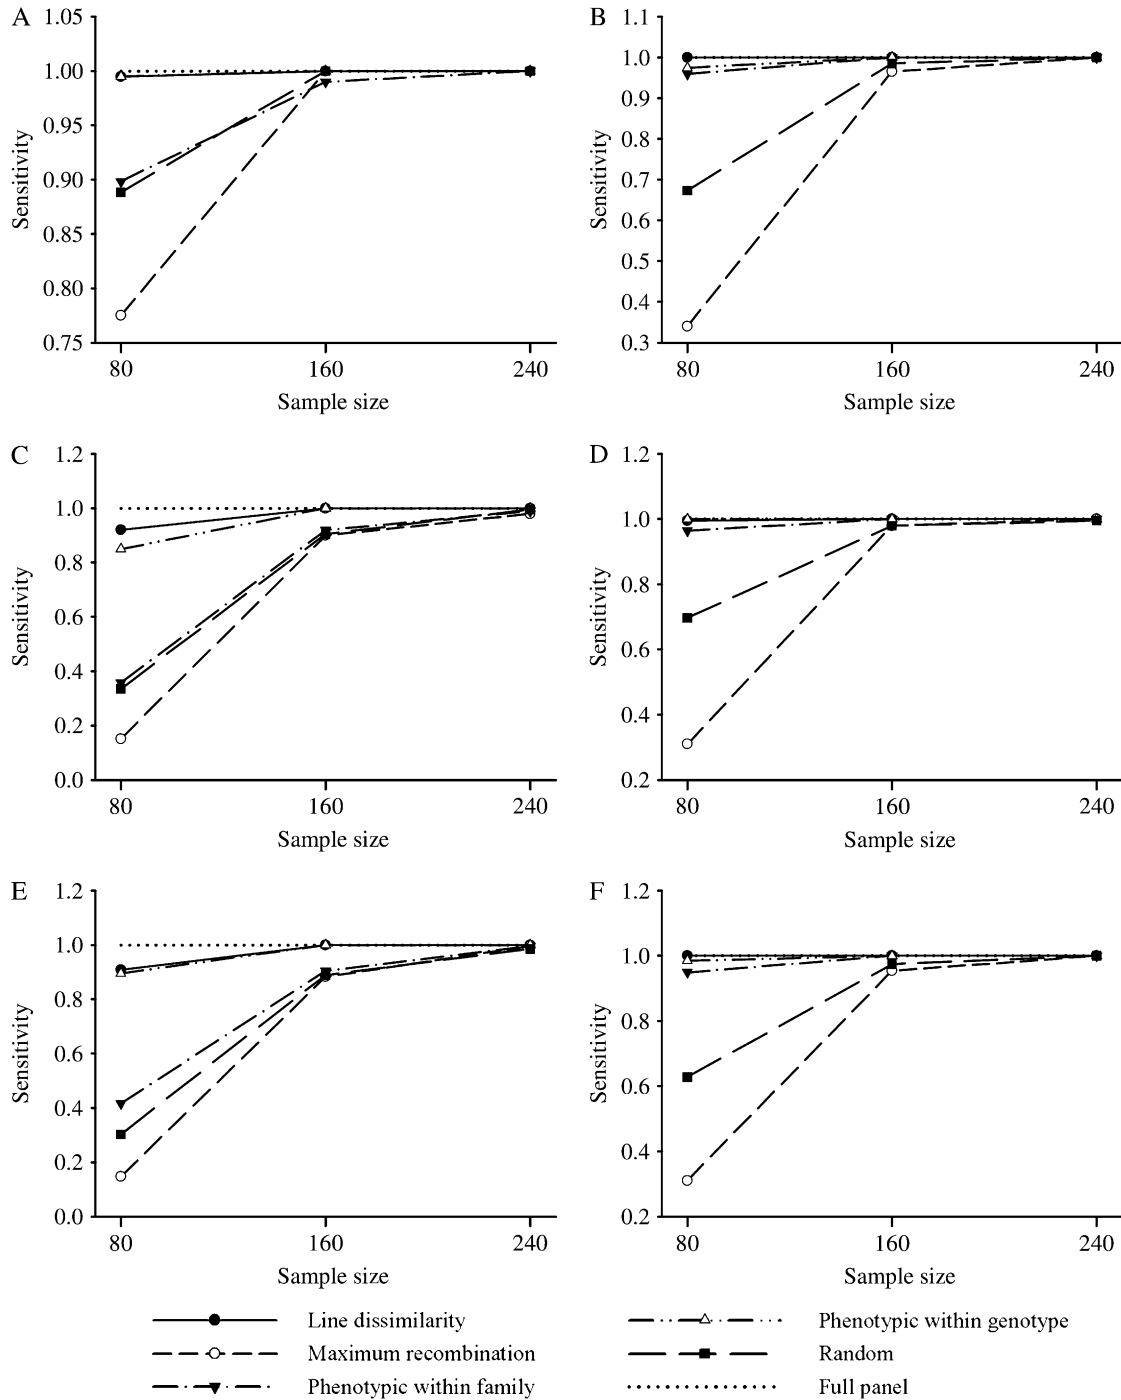 A
1.05
1.00
0.95
0.90
0.85
0.80
0.75
Sensitivity
80 160 240
Sample size
B
1.1
1.0
0.9
0.8
0.7
0.6
0.5
0.4
0.3
Sensitivity
80 160 240
Sample size
C
1.2
1.0
0.8
0.6
0.4
0.2
0.0
Sensitivity
80 160 240
Sample size
D
1.2
1.0
0.8
0.6
0.4
0.2
Sensitivity
80 160 240
Sample size
E
1.2
1.0
0.8
0.6
0.4
0.2
0.0
Sensitivity
80 160 240
Sample size
F
1.2
1.0
0.8
0.6
0.4
0.2
Sensitivity
80 160 240
Sample size
Line dissimilarity
Maximum recombination
Phenotypic within family
Phenotypic within genotype
Random
Full panel